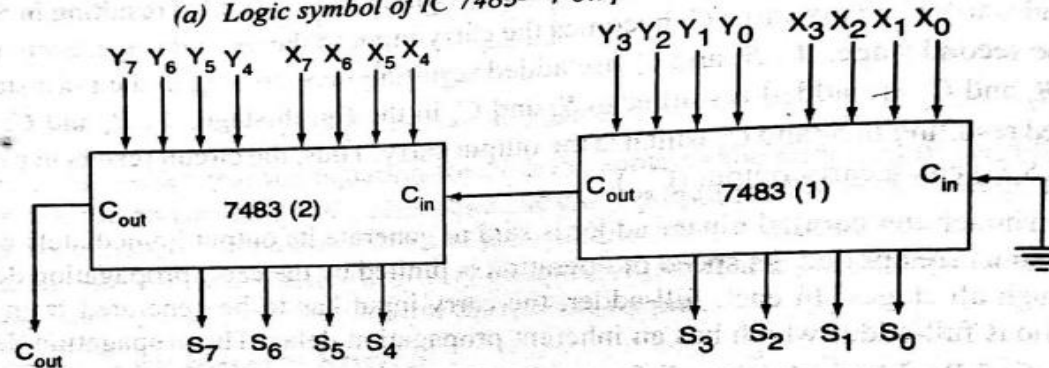 (a) Logic symbol of IC 7483
Y7 Y6 Y5 Y4 X7 X6 X5 X4 Y3 Y2 Y1 Y0 X3 X2 X1 X0
Cout 7483 (2) Cin Cout 7483 (1) Cin
Cout S7 S6 S5 S4 S3 S2 S1 S0